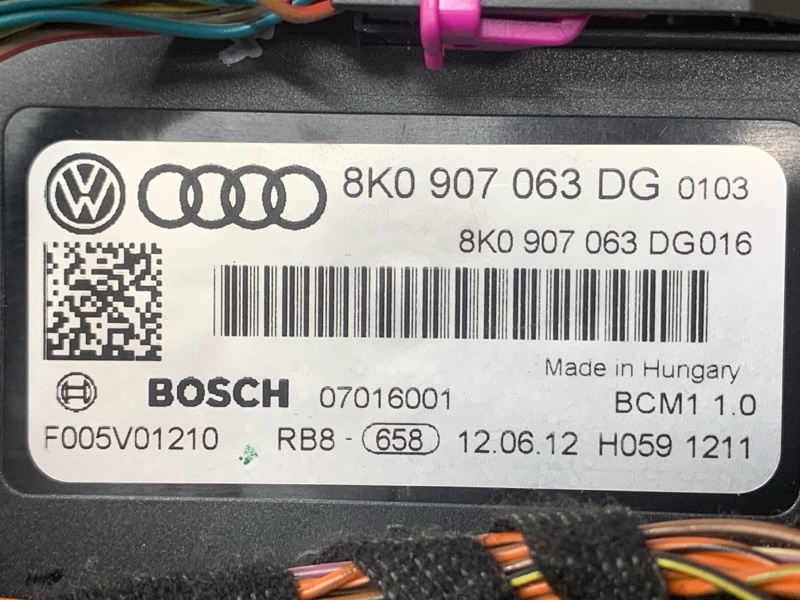 8K0 907 063 DG 0103
8K0 907 063 DG016
Made in Hungary
BOSCH 07016001 BCM1 1.0
F005V01210 RB8 - 658 12.06.12 H059 1211